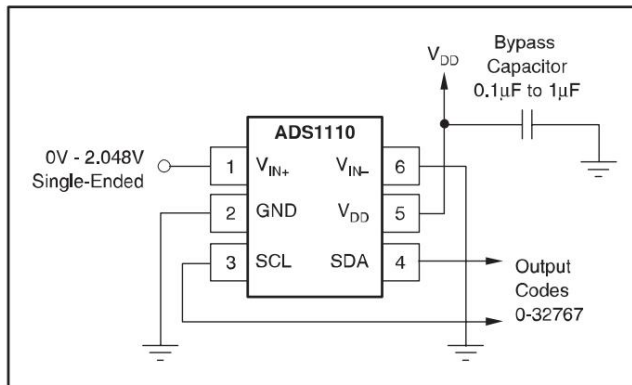 V_DD
Bypass
Capacitor
0.1µF to 1µF
ADS1110
0V - 2.048V
Single-Ended
1 V_IN+ V_IN– 6
2 GND V_DD 5
3 SCL SDA 4
Output
Codes
0-32767